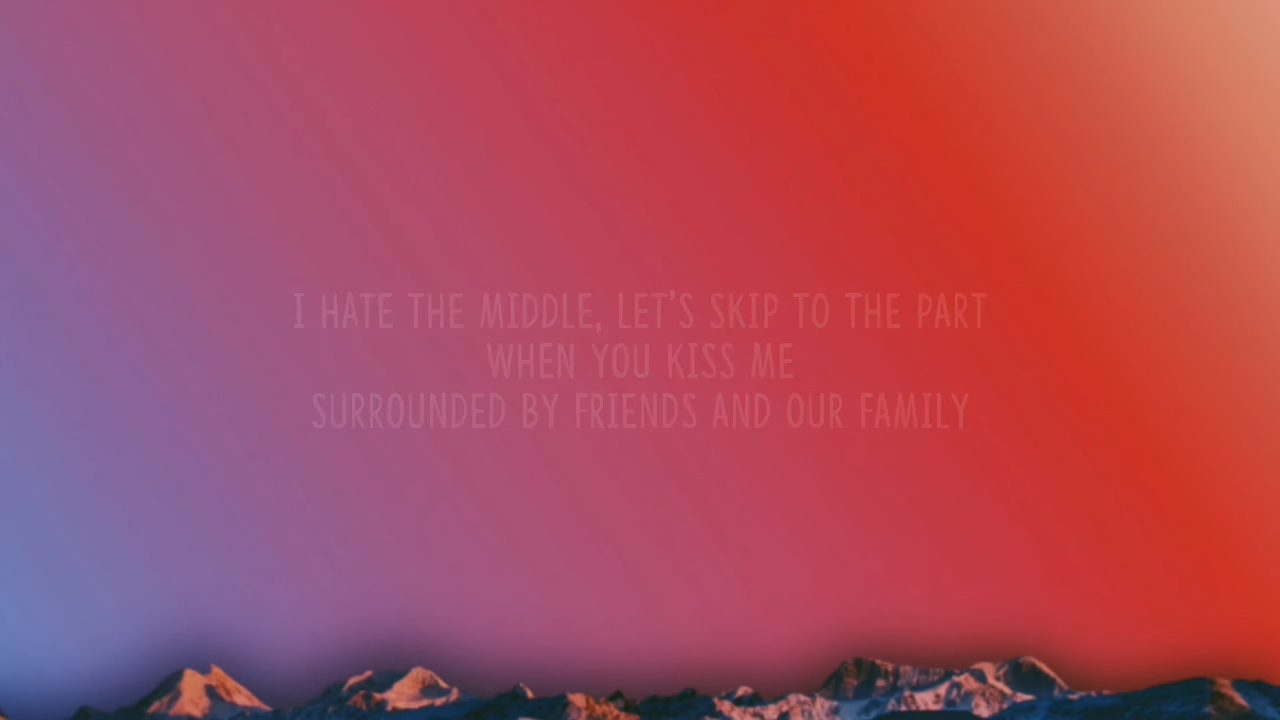 I HATE THE MIDDLE, LET'S SKIP TO THE PART
WHEN YOU KISS ME
SURROUNDED BY FRIENDS AND OUR FAMILY